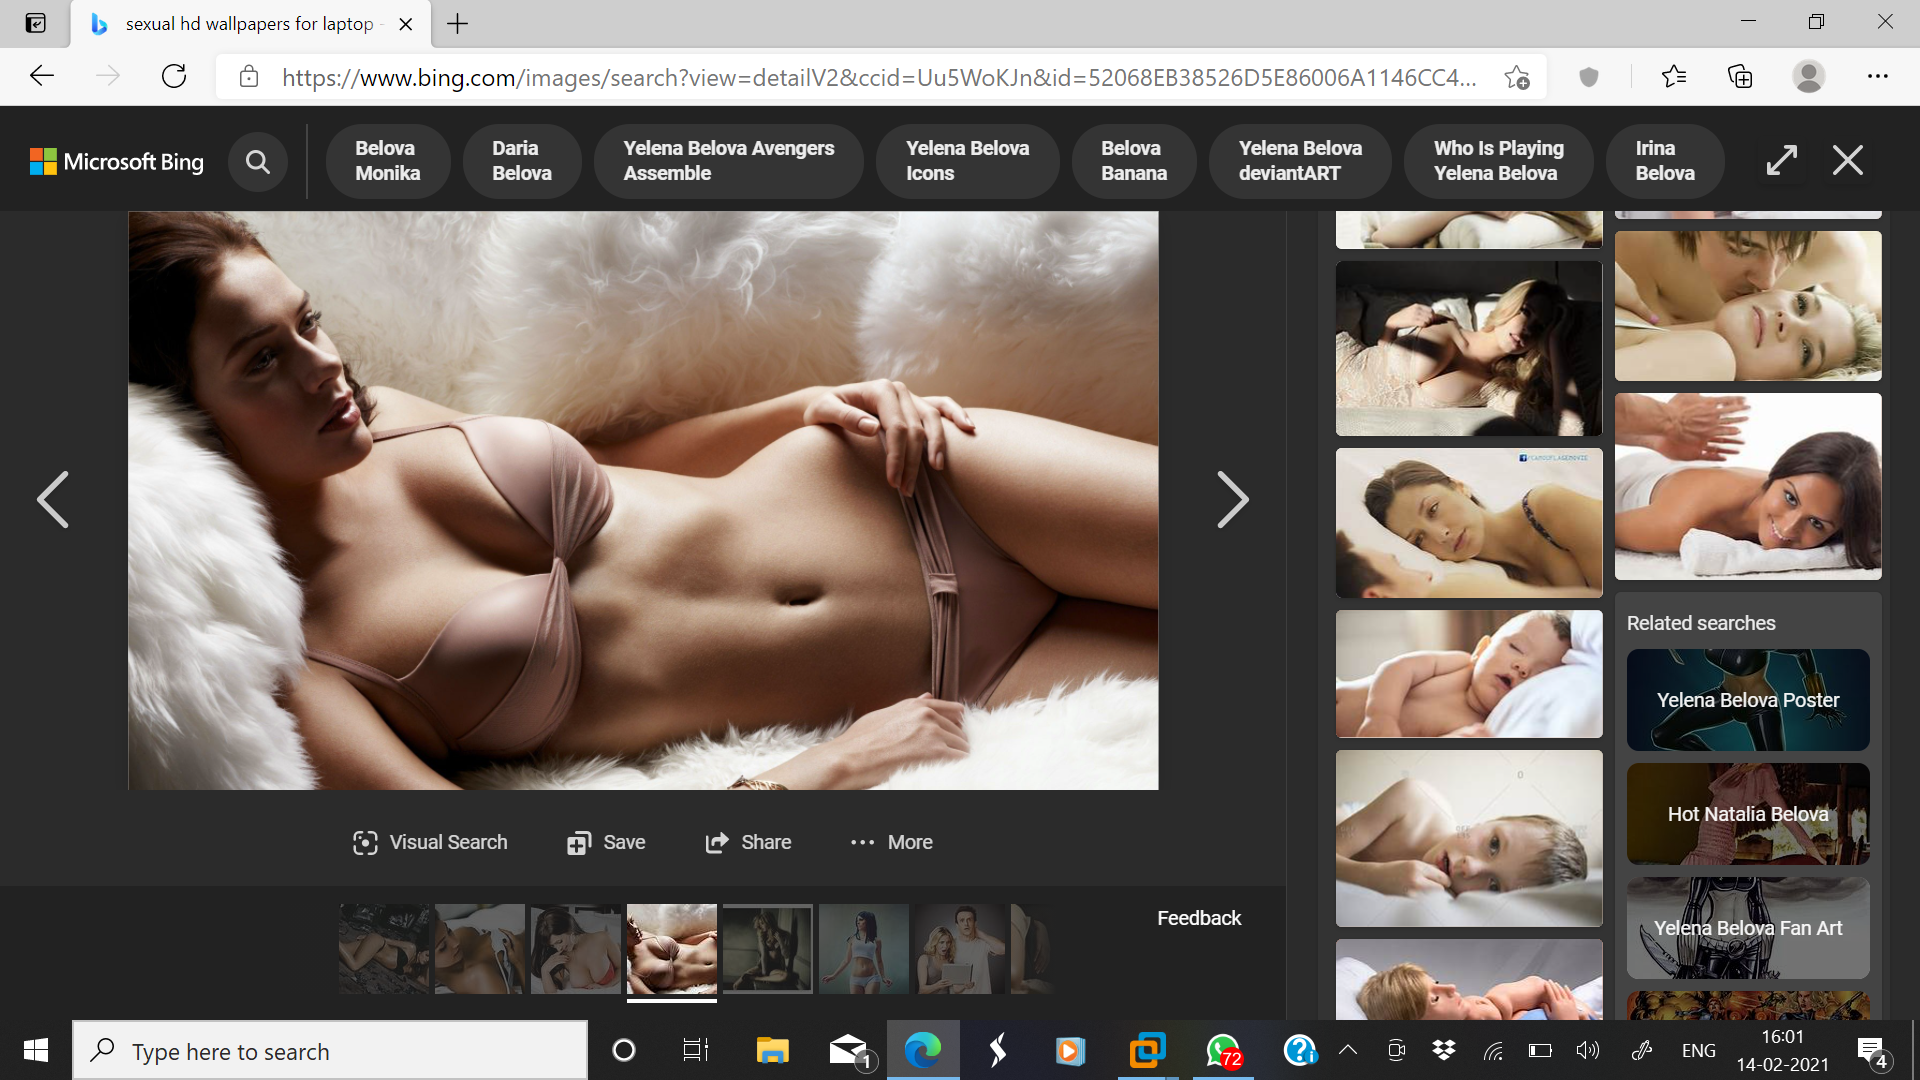 sexual hd wallpapers for laptop -
https://www.bing.com/images/search?view=detailV2&ccid=Uu5WoKJn&id=52068EB38526D5E86006A1146CC4...
Microsoft Bing
Belova
Monika
Daria
Belova
Yelena Belova Avengers
Assemble
Yelena Belova
Icons
Belova
Banana
Yelena Belova
deviantART
Who Is Playing
Yelena Belova
Irina
Belova
Related searches
Yelena Belova Poster
Hot Natalia Belova
Yelena Belova Fan Art
Visual Search
Save
Share
More
Feedback
Type here to search
1
72
ENG
16:01
14-02-2021
4